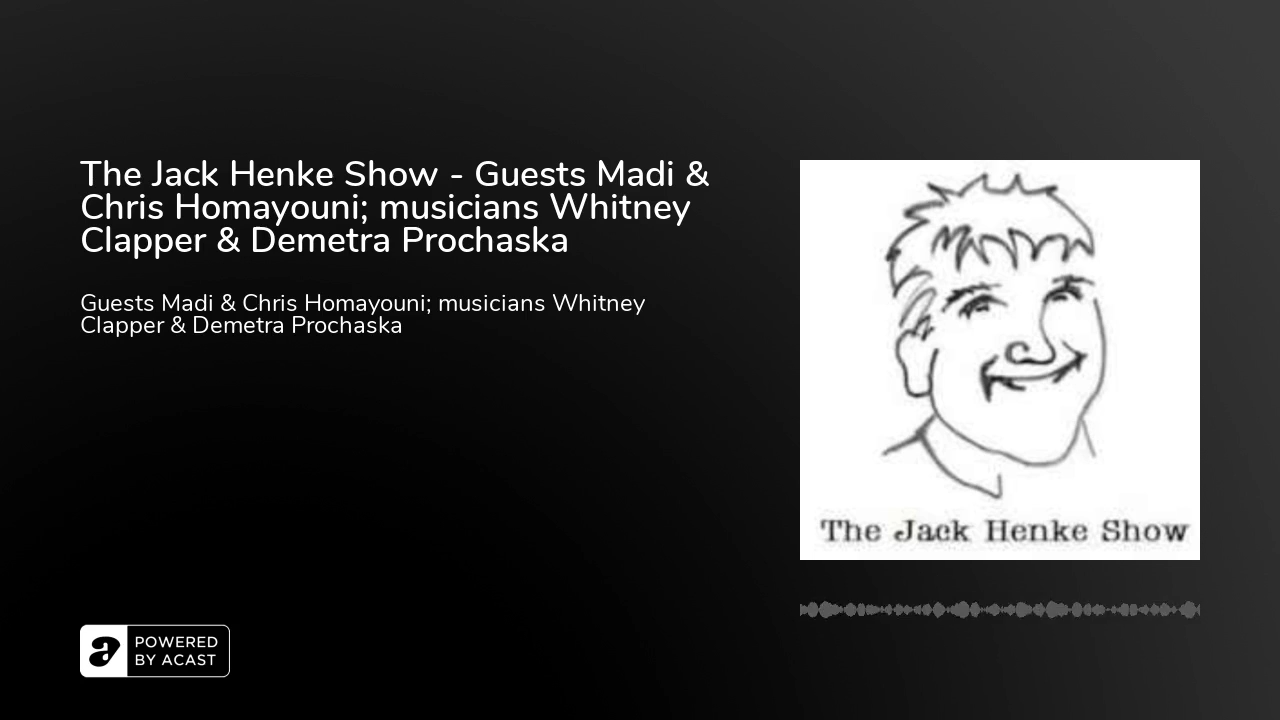 The Jack Henke Show - Guests Madi &
Chris Homayouni; musicians Whitney
Clapper & Demetra Prochaska
Guests Madi & Chris Homayouni; musicians Whitney
Clapper & Demetra Prochaska
The Jack Henke Show
a POWERED
BY ACAST